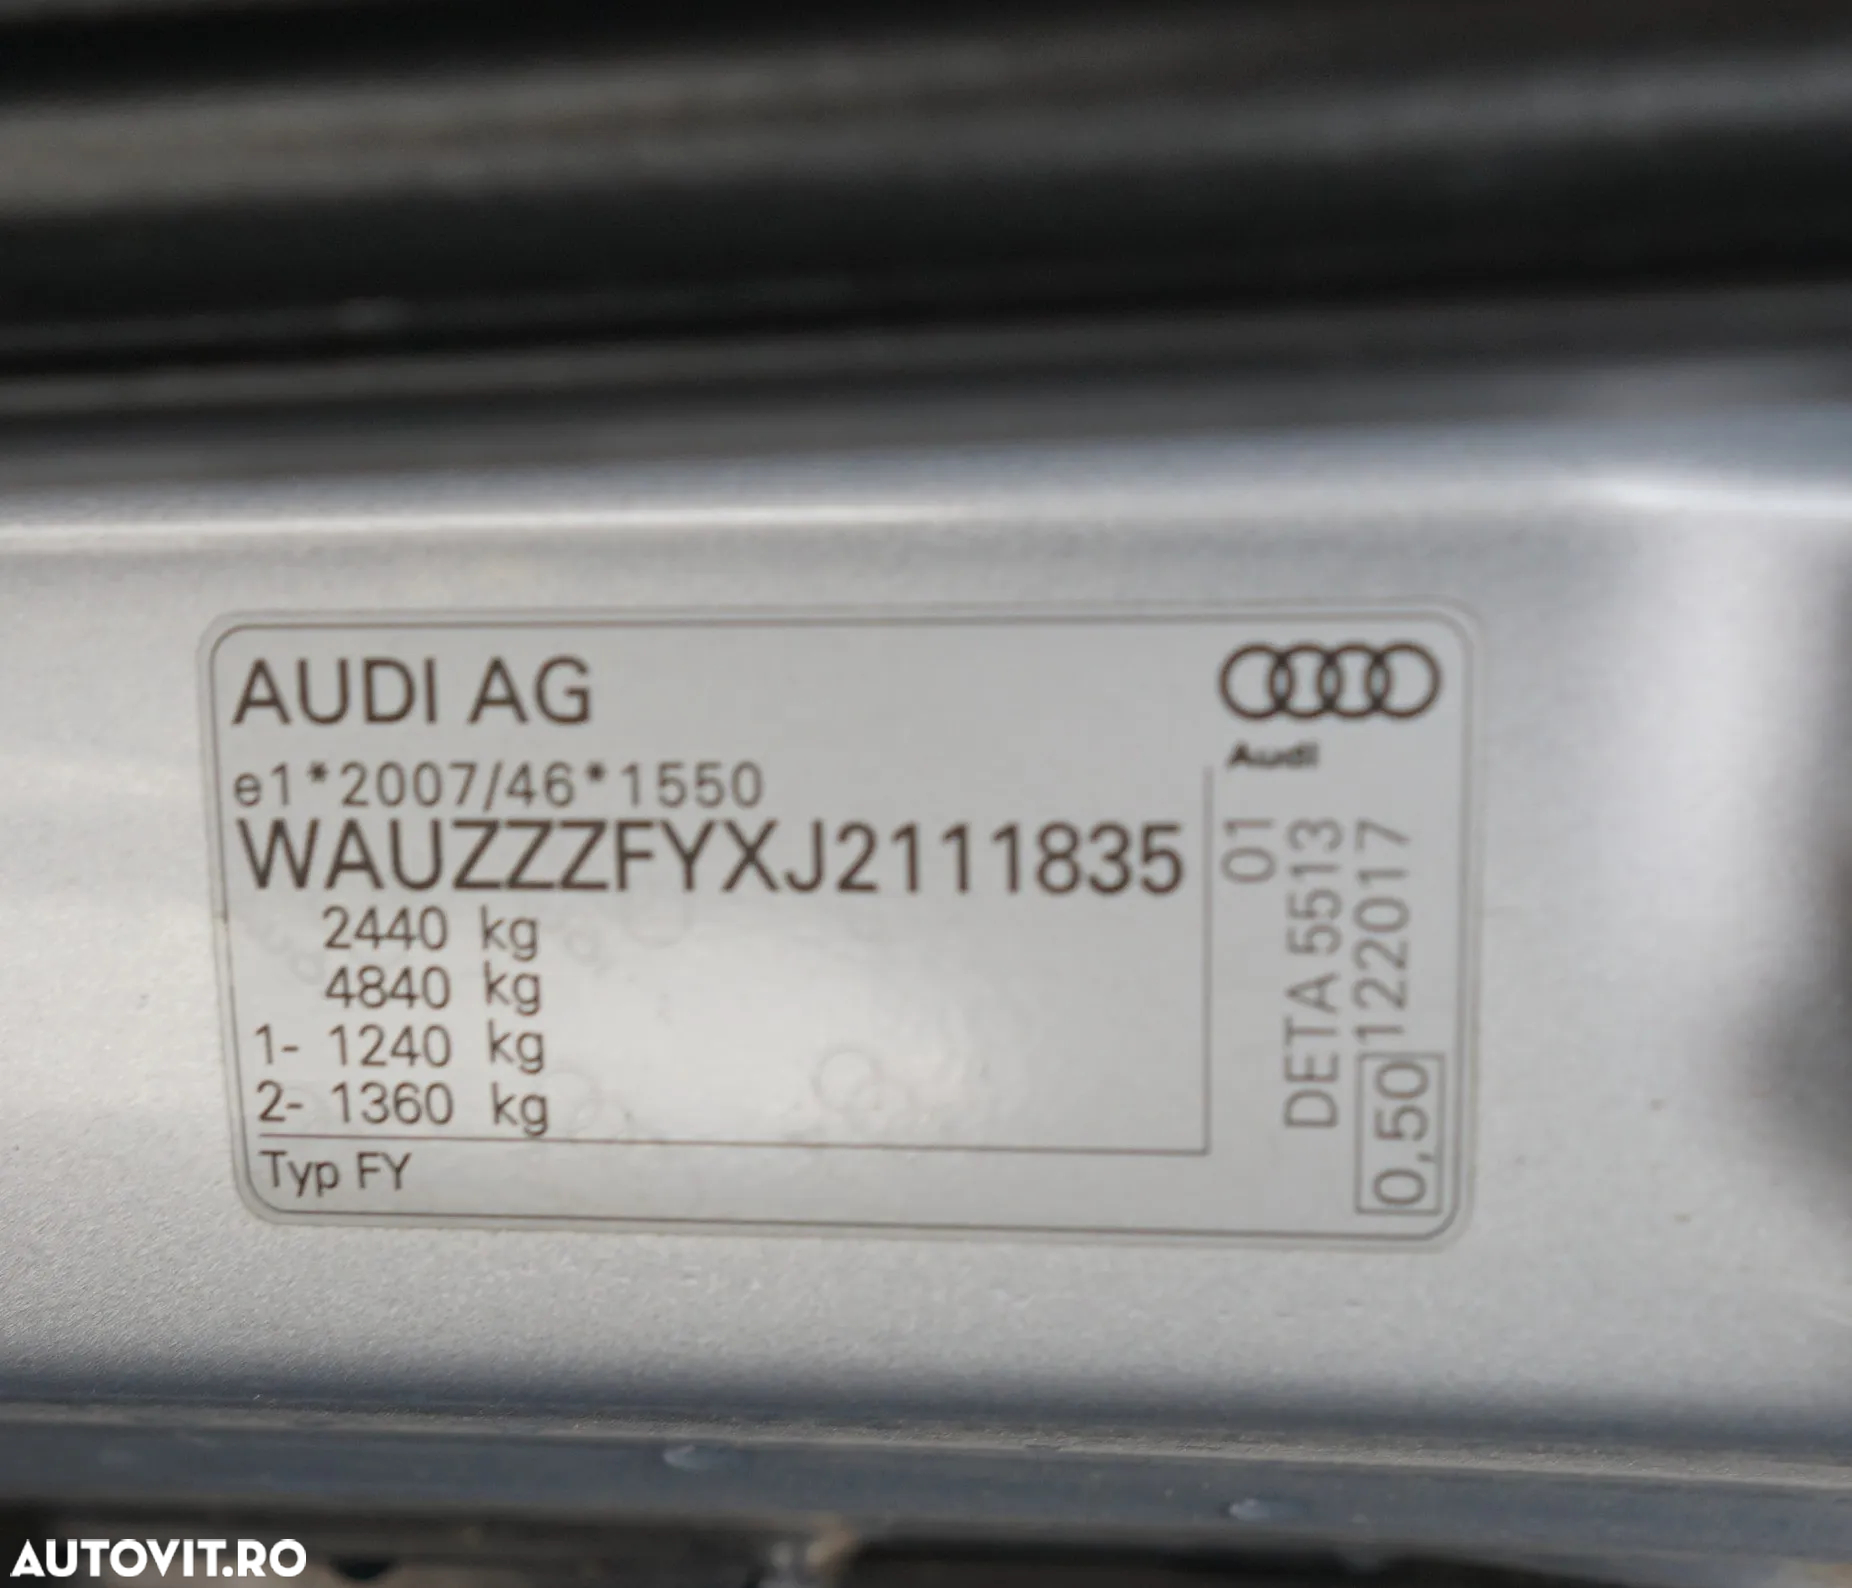 AUDI AG
Audi
e1*2007/46*1550
WAUZZZFYXJ2111835
2440 kg
4840 kg
1- 1240 kg
2- 1360 kg
Typ FY
01
DETA 5513
0,50 122017
AUTOVIT.RO